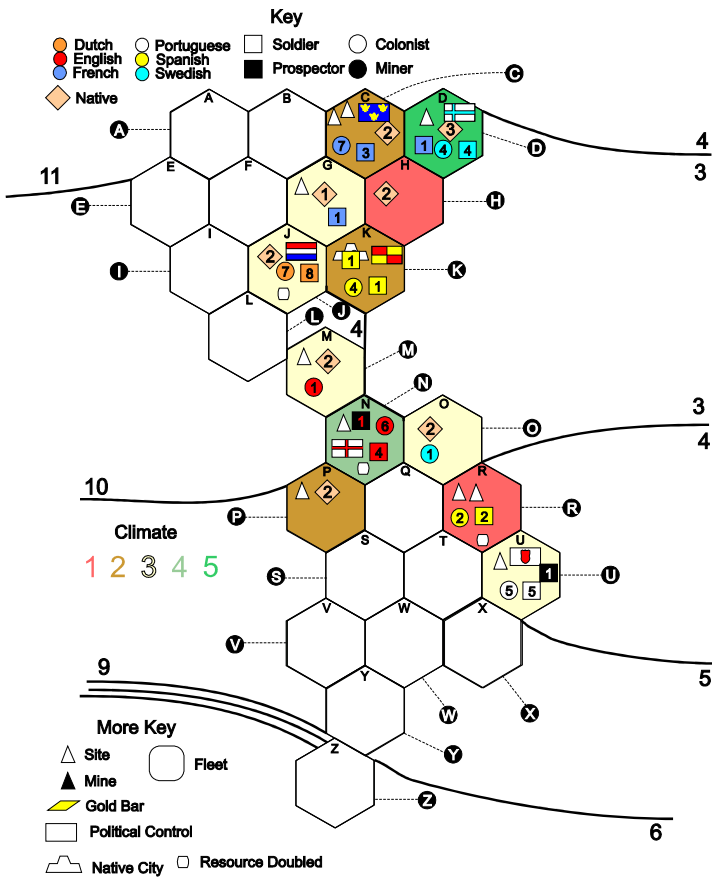 Key
Dutch
Portuguese
Soldier
Colonist
English
Spanish
French
Swedish
Prospector
Miner
Native
C
A
B
C
D
A
2
7
3
3
1
4
4
D
4
3
11
E
F
G
H
E
1
1
2
H
I
J
K
I
2
7
8
1
4
1
K
L
L
J
4
M
2
1
M
N
N
O
1
6
4
2
1
O
3
4
10
P
Q
R
P
2
2
2
R
Climate
1 2 3 4 5
S
T
U
S
1
5
5
U
V
W
X
V
5
9
Y
W
X
More Key
Z
Y
Site
Fleet
Mine
Gold Bar
Z
Political Control
6
Native City
Resource Doubled